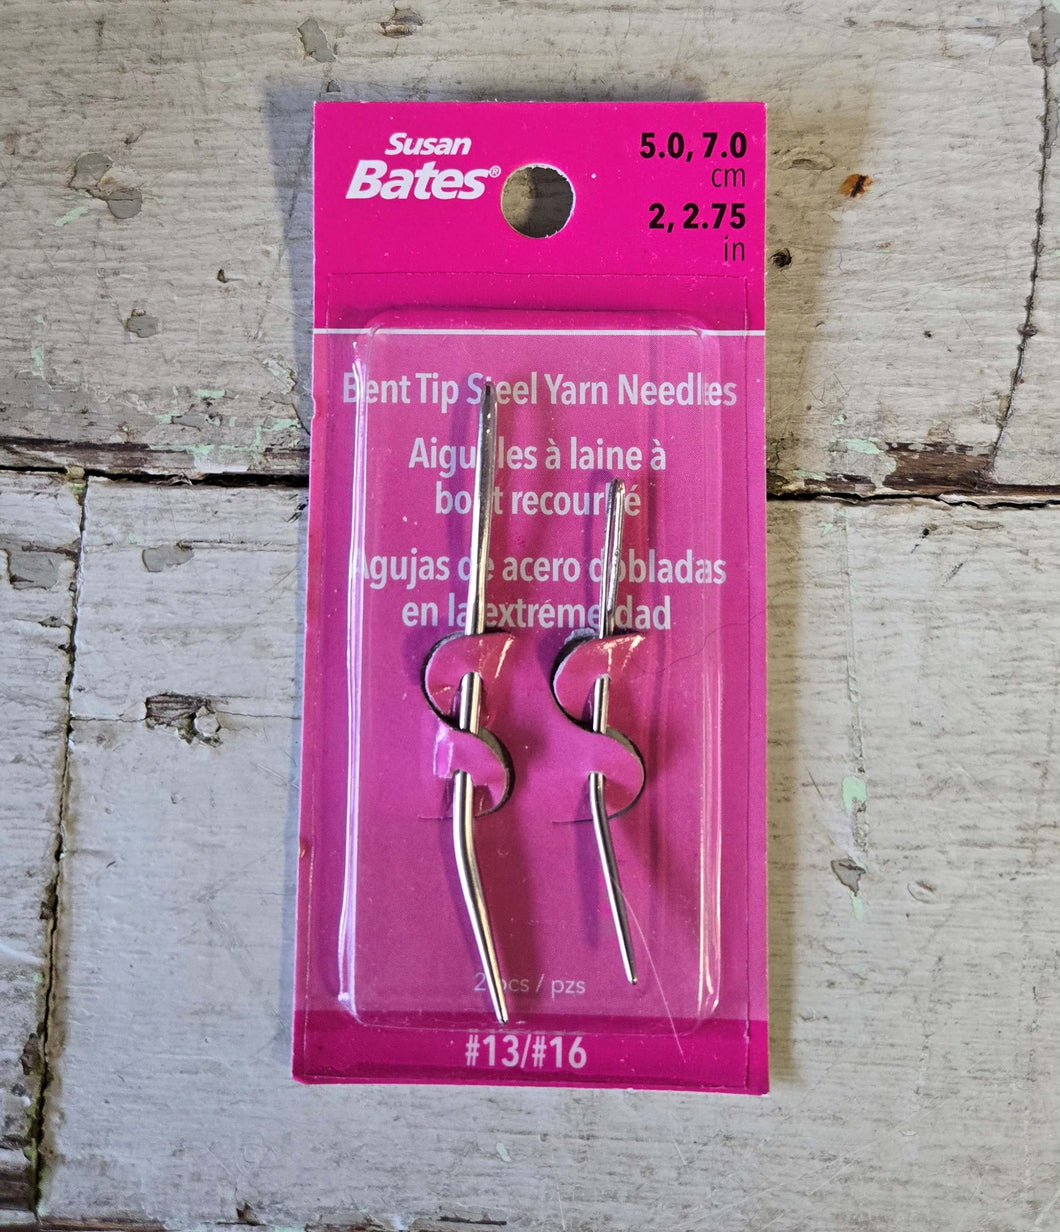 Susan
Bates®
5.0, 7.0
cm
2, 2.75
in
Bent Tip Steel Yarn Needles
Aiguilles à laine à
bout recourbé
Agujas de acero dobladas
en la extrémeidad
2 pcs / pzs
#13/#16